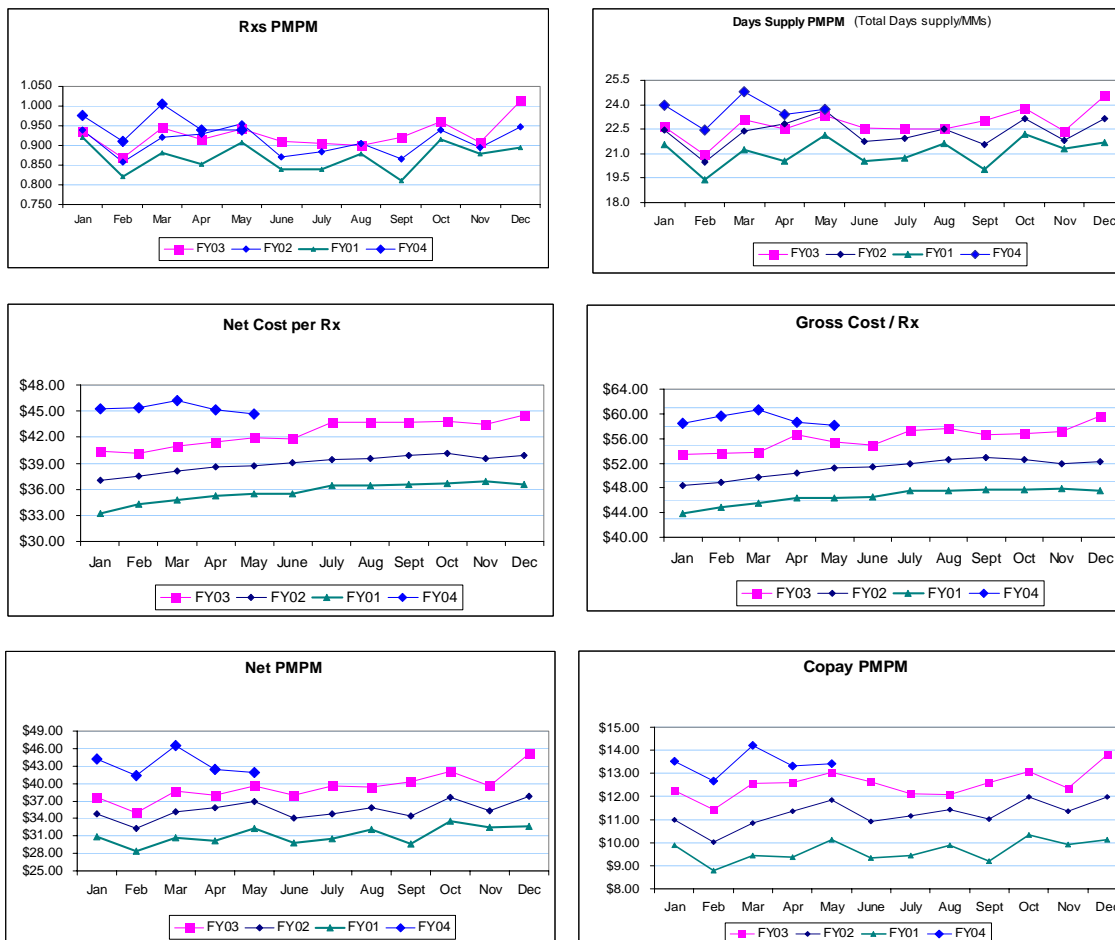 Rxs PMPM
1.050
1.000
0.950
0.900
0.850
0.800
0.750
Jan Feb Mar Apr May June July Aug Sept Oct Nov Dec
FY03 FY02 FY01 FY04
Days Supply PMPM (Total Days supply/MMs)
25.5
24.0
22.5
21.0
19.5
18.0
Jan Feb Mar Apr May June July Aug Sept Oct Nov Dec
FY03 FY02 FY01 FY04
Net Cost per Rx
$48.00
$45.00
$42.00
$39.00
$36.00
$33.00
$30.00
Jan Feb Mar Apr May June July Aug Sept Oct Nov Dec
FY03 FY02 FY01 FY04
Gross Cost / Rx
$64.00
$60.00
$56.00
$52.00
$48.00
$44.00
$40.00
Jan Feb Mar Apr May June July Aug Sept Oct Nov Dec
FY03 FY02 FY01 FY04
Net PMPM
$49.00
$46.00
$43.00
$40.00
$37.00
$34.00
$31.00
$28.00
$25.00
Jan Feb Mar Apr May June July Aug Sept Oct Nov Dec
FY03 FY02 FY01 FY04
Copay PMPM
$15.00
$14.00
$13.00
$12.00
$11.00
$10.00
$9.00
$8.00
Jan Feb Mar Apr May June July Aug Sept Oct Nov Dec
FY03 FY02 FY01 FY04